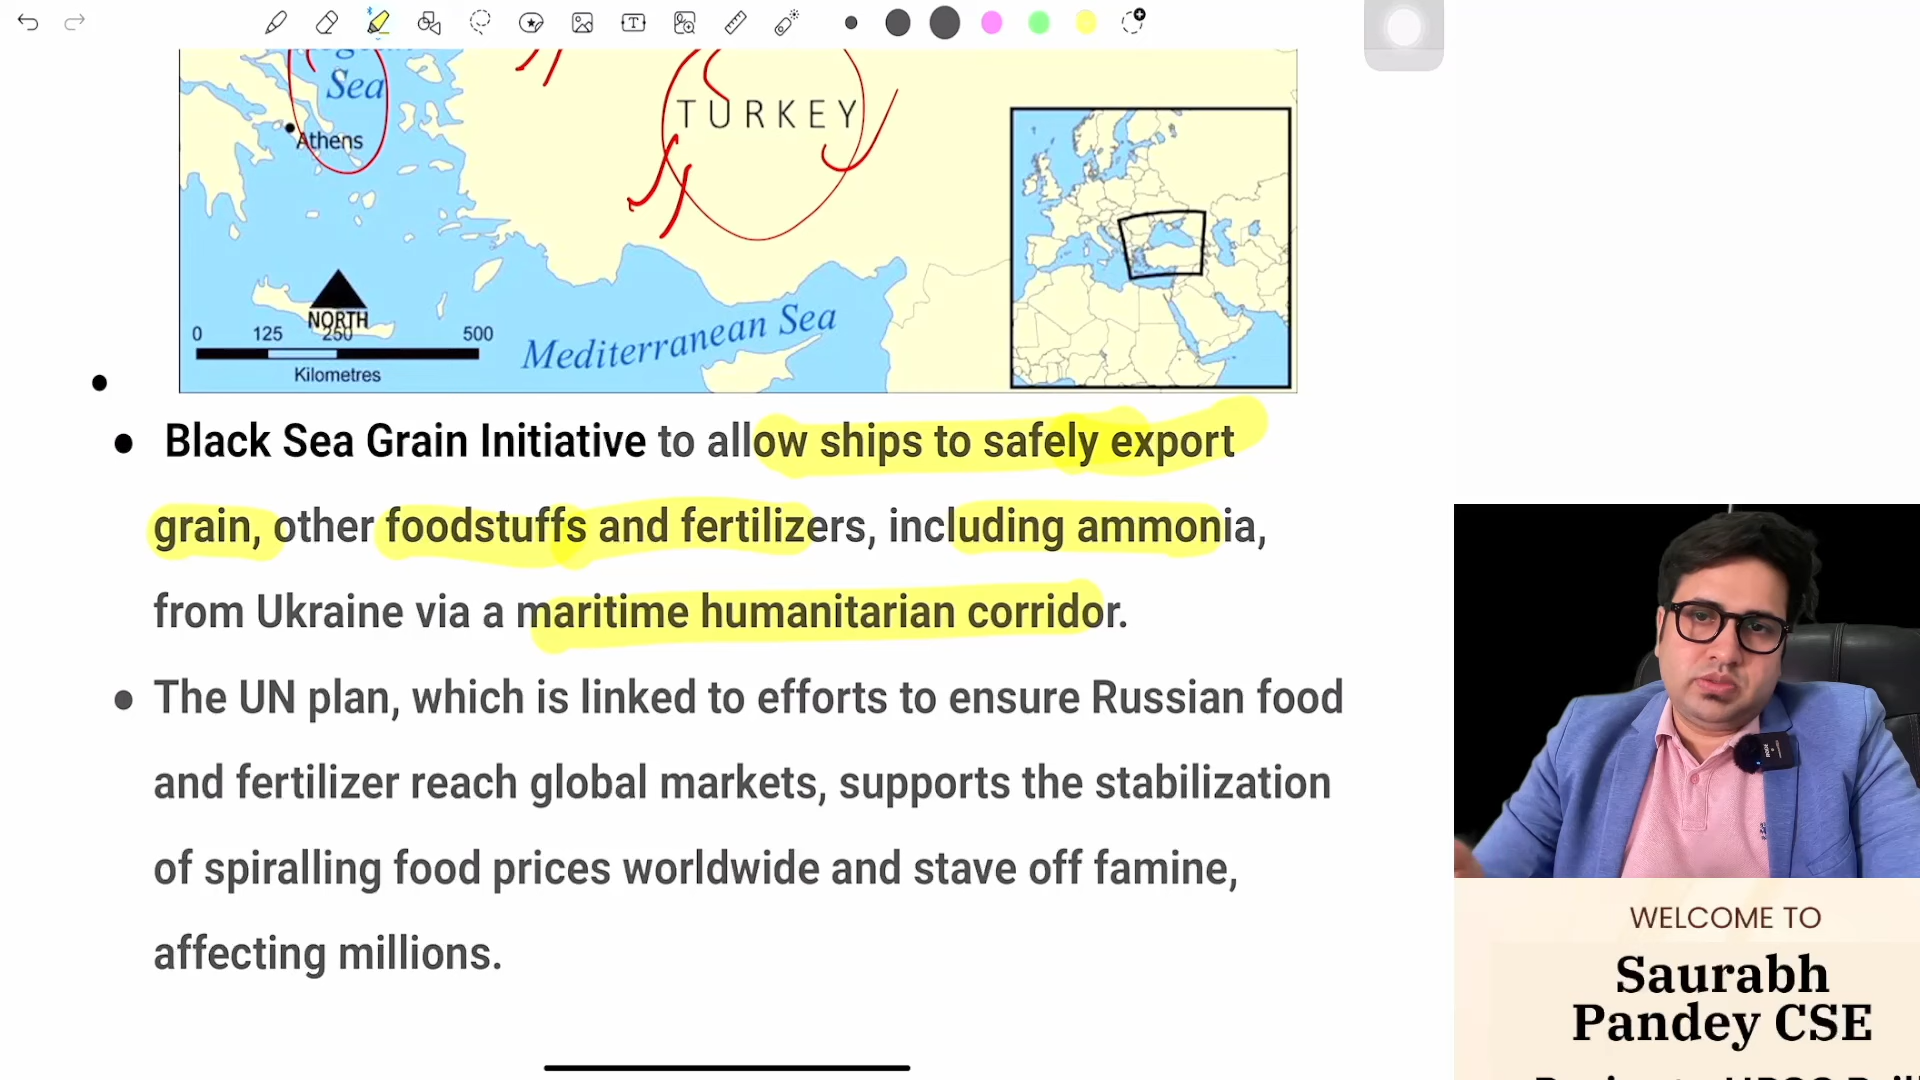 Sea
Athens
TURKEY
NORTH
0 125 250 500
Kilometres
Mediterranean Sea
Black Sea Grain Initiative to allow ships to safely export
grain, other foodstuffs and fertilizers, including ammonia,
from Ukraine via a maritime humanitarian corridor.
The UN plan, which is linked to efforts to ensure Russian food
and fertilizer reach global markets, supports the stabilization
of spiralling food prices worldwide and stave off famine,
affecting millions.
WELCOME TO
Saurabh
Pandey CSE